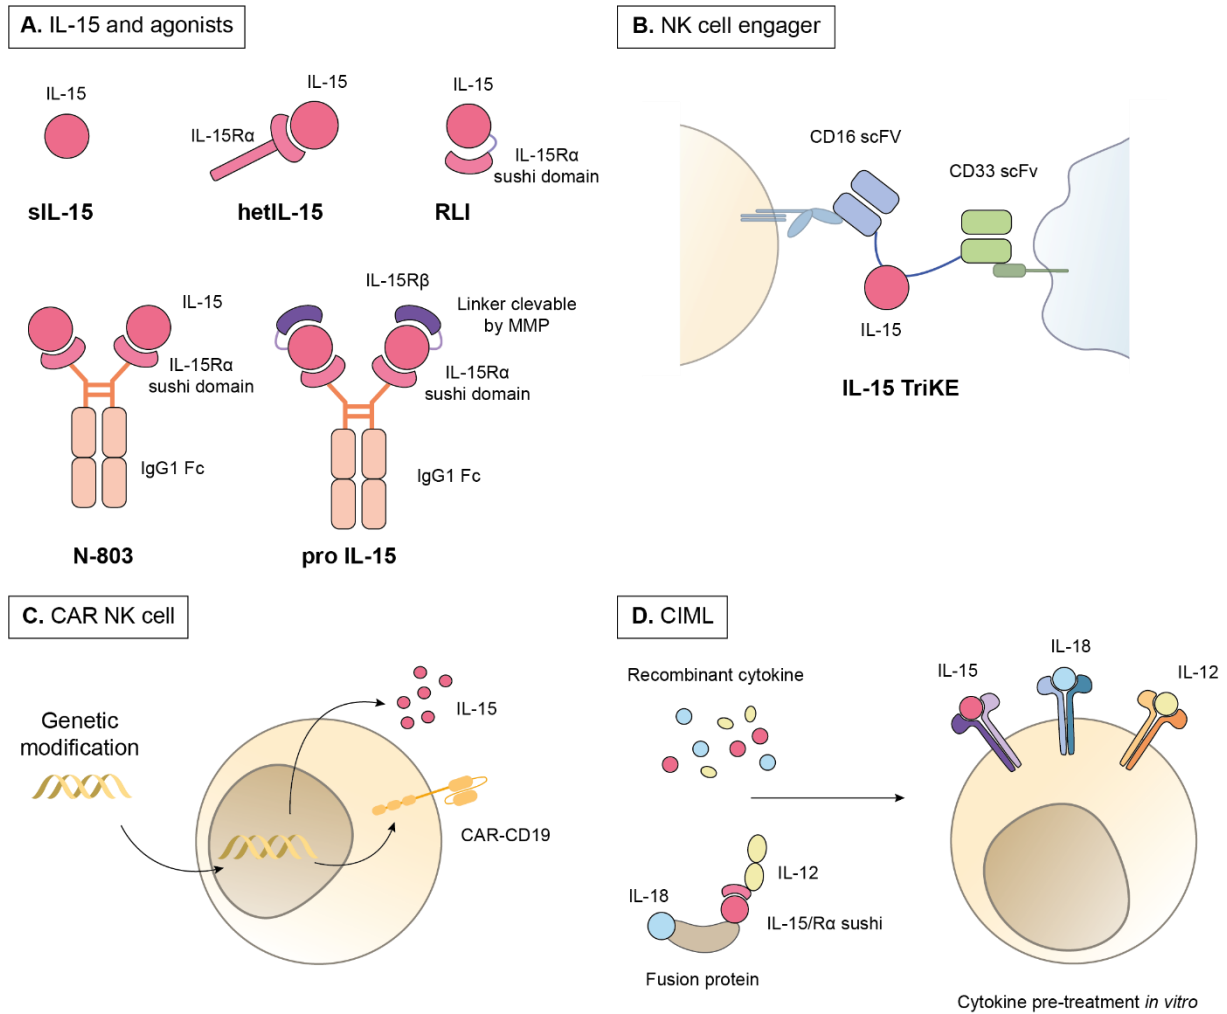 A. IL-15 and agonists
IL-15
sIL-15
IL-15
IL-15Rα
hetIL-15
IL-15
IL-15Rα
sushi domain
RLI
IL-15
IL-15Rα
sushi domain
IgG1 Fc
N-803
IL-15Rβ
Linker clevable
by MMP
IL-15Rα
sushi domain
IgG1 Fc
pro IL-15
B. NK cell engager
CD16 scFV
CD33 scFv
IL-15
IL-15 TriKE
C. CAR NK cell
Genetic
modification
IL-15
CAR-CD19
D. CIML
Recombinant cytokine
IL-18
IL-12
IL-15/Rα sushi
Fusion protein
IL-15
IL-18
IL-12
Cytokine pre-treatment in vitro